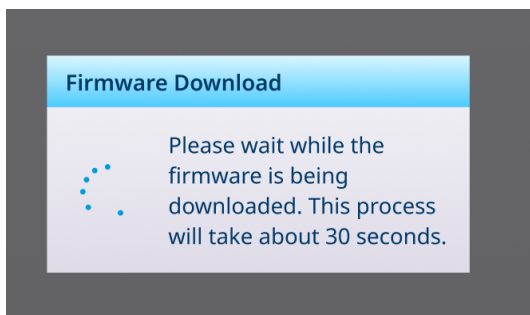 Firmware Download
Please wait while the
firmware is being
downloaded. This process
will take about 30 seconds.